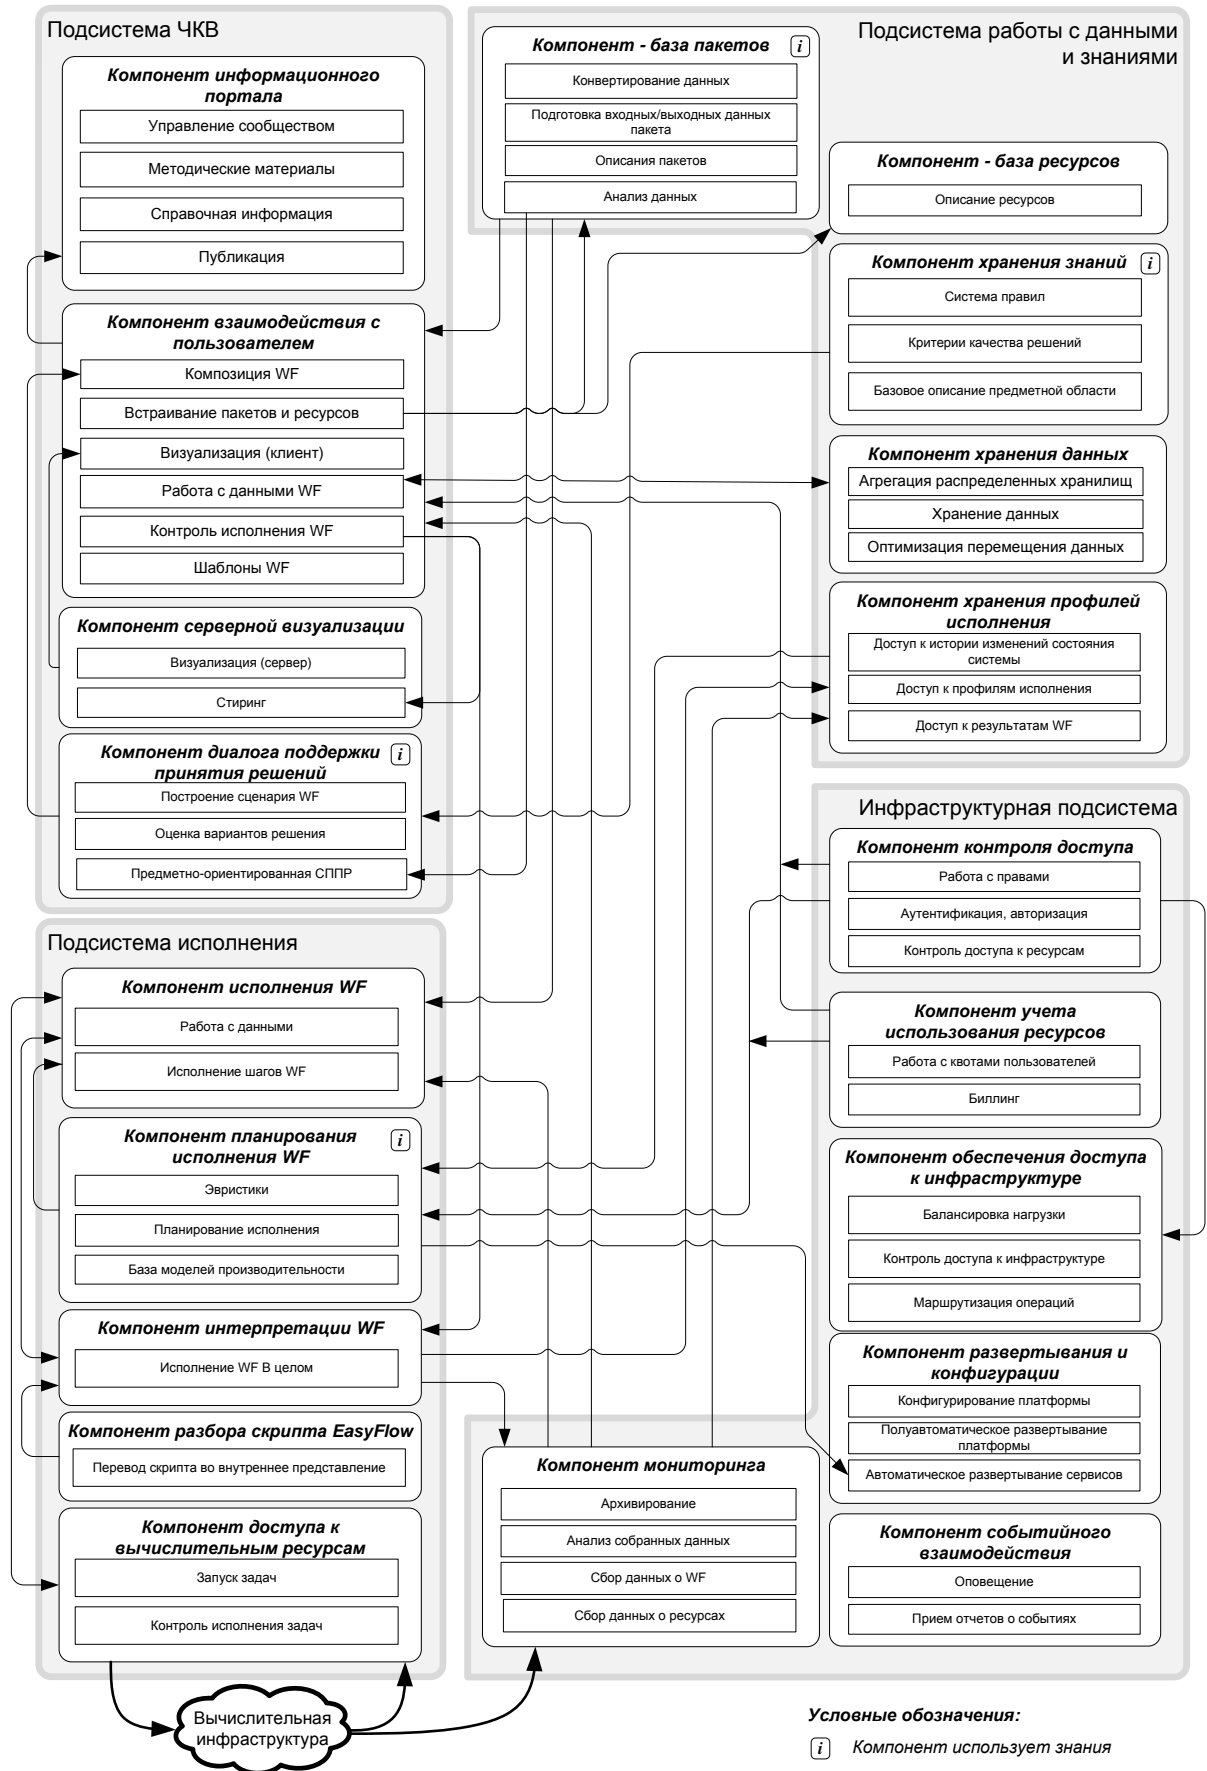 Подсистема ЧКВ
Компонент информационного
портала
Управление сообществом
Методические материалы
Справочная информация
Публикация
Компонент взаимодействия с
пользователем
Композиция WF
Встраивание пакетов и ресурсов
Визуализация (клиент)
Работа с данными WF
Контроль исполнения WF
Шаблоны WF
Компонент серверной визуализации
Визуализация (сервер)
Стиринг
Компонент диалога поддержки
принятия решений
i
Построение сценария WF
Оценка вариантов решения
Предметно-ориентированная СППР
Подсистема работы с данными
и знаниями
Компонент - база пакетов
i
Конвертирование данных
Подготовка входных/выходных данных
пакета
Описания пакетов
Анализ данных
Компонент - база ресурсов
Описание ресурсов
Компонент хранения знаний
i
Система правил
Критерии качества решений
Базовое описание предметной области
Компонент хранения данных
Агрегация распределенных хранилищ
Хранение данных
Оптимизация перемещения данных
Компонент хранения профилей
исполнения
Доступ к истории изменений состояния
системы
Доступ к профилям исполнения
Доступ к результатам WF
Подсистема исполнения
Компонент исполнения WF
Работа с данными
Исполнение шагов WF
Компонент планирования
исполнения WF
i
Эвристики
Планирование исполнения
База моделей производительности
Компонент интерпретации WF
Исполнение WF В целом
Компонент разбора скрипта EasyFlow
Перевод скрипта во внутреннее представление
Компонент доступа к
вычислительным ресурсам
Запуск задач
Контроль исполнения задач
Вычислительная
инфраструктура
Инфраструктурная подсистема
Компонент контроля доступа
Работа с правами
Аутентификация, авторизация
Контроль доступа к ресурсам
Компонент учета
использования ресурсов
Работа с квотами пользователей
Биллинг
Компонент обеспечения доступа
к инфраструктуре
Балансировка нагрузки
Контроль доступа к инфраструктуре
Маршрутизация операций
Компонент развертывания и
конфигурации
Конфигурирование платформы
Полуавтоматическое развертывание
платформы
Автоматическое развертывание сервисов
Компонент мониторинга
Архивирование
Анализ собранных данных
Сбор данных о WF
Сбор данных о ресурсах
Компонент событийного
взаимодействия
Оповещение
Прием отчетов о событиях
Условные обозначения:
i Компонент использует знания